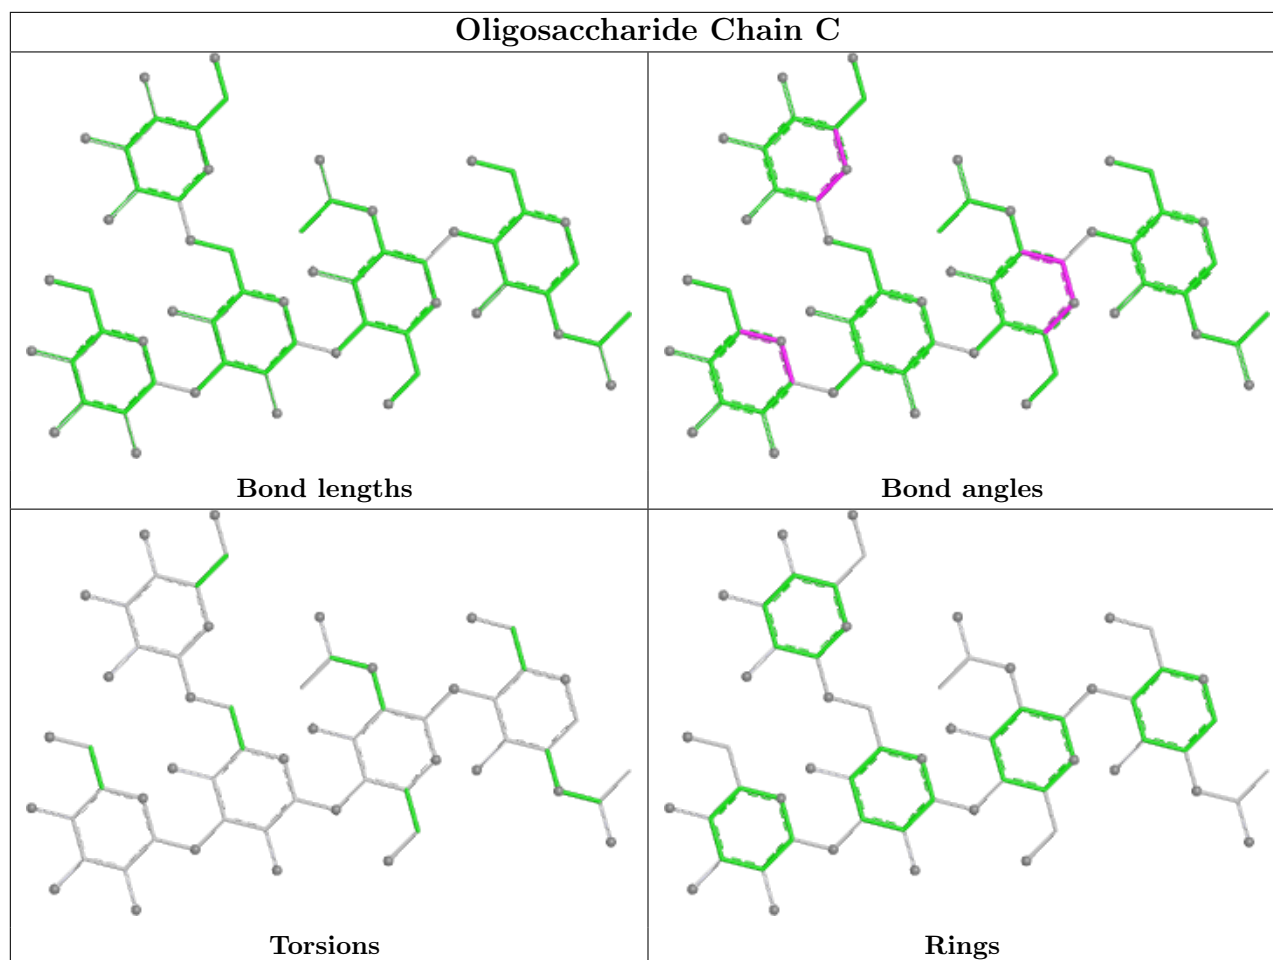 Oligosaccharide Chain C
Bond lengths
Bond angles
Torsions
Rings